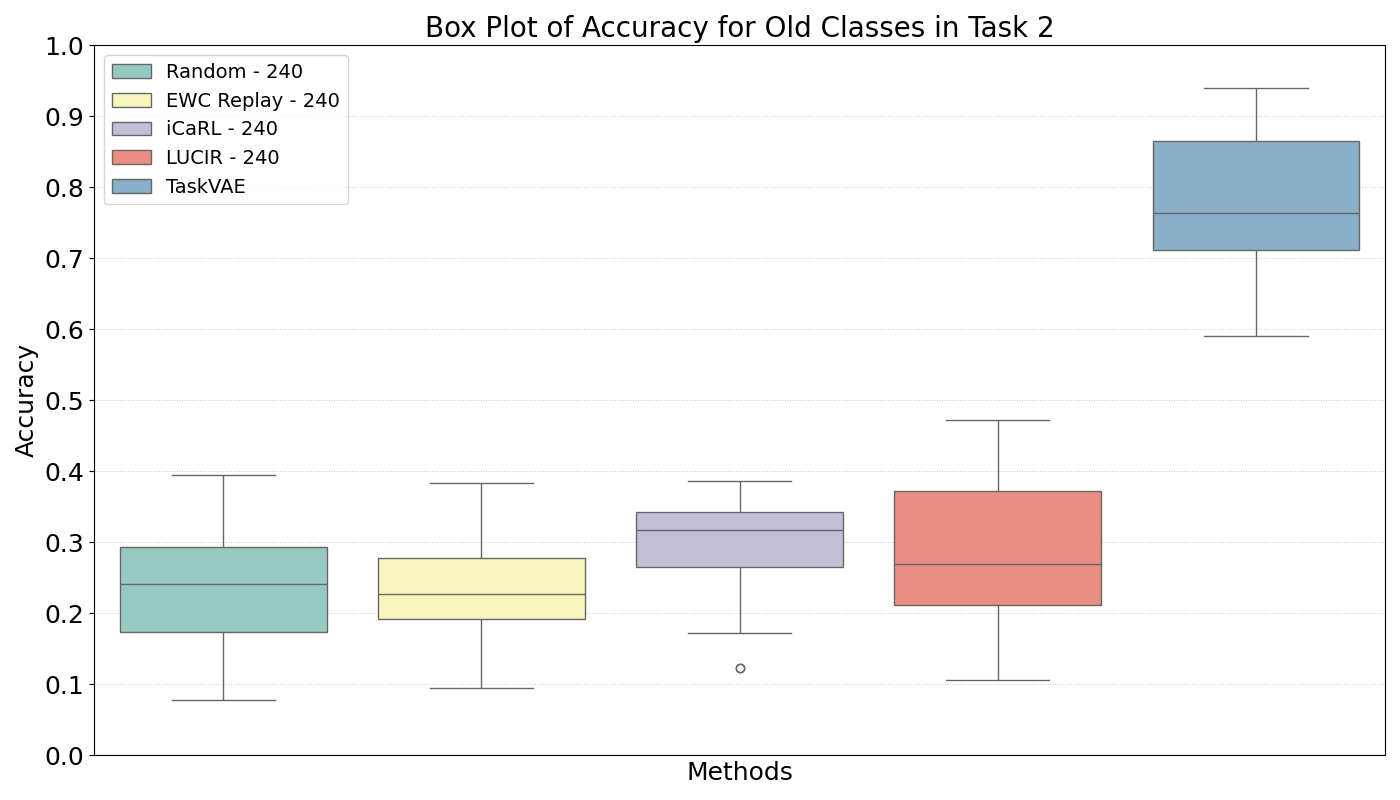 Box Plot of Accuracy for Old Classes in Task 2
1.0
0.9
0.8
0.7
0.6
0.5
0.4
0.3
0.2
0.1
0.0
Accuracy
Random - 240
EWC Replay - 240
iCaRL - 240
LUCIR - 240
TaskVAE
Methods